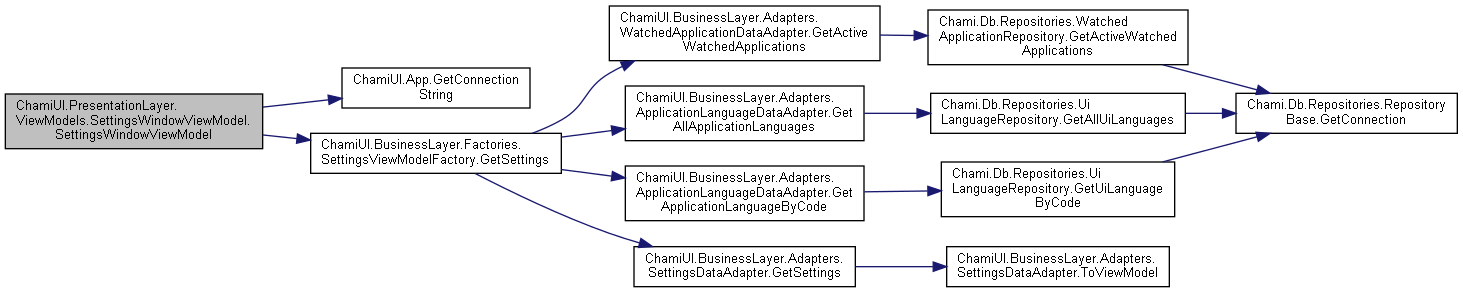 ChamiUI.PresentationLayer.
ViewModels.SettingsWindowViewModel.
SettingsWindowViewModel
ChamiUI.App.GetConnection
String
ChamiUI.BusinessLayer.Factories.
SettingsViewModelFactory.GetSettings
ChamiUI.BusinessLayer.Adapters.
WatchedApplicationDataAdapter.GetActive
WatchedApplications
ChamiUI.BusinessLayer.Adapters.
ApplicationLanguageDataAdapter.Get
AllApplicationLanguages
ChamiUI.BusinessLayer.Adapters.
ApplicationLanguageDataAdapter.Get
ApplicationLanguageByCode
ChamiUI.BusinessLayer.Adapters.
SettingsDataAdapter.GetSettings
Chami.Db.Repositories.Watched
ApplicationRepository.GetActiveWatched
Applications
Chami.Db.Repositories.Ui
LanguageRepository.GetAllUiLanguages
Chami.Db.Repositories.Ui
LanguageRepository.GetUiLanguage
ByCode
ChamiUI.BusinessLayer.Adapters.
SettingsDataAdapter.ToViewModel
Chami.Db.Repositories.Repository
Base.GetConnection